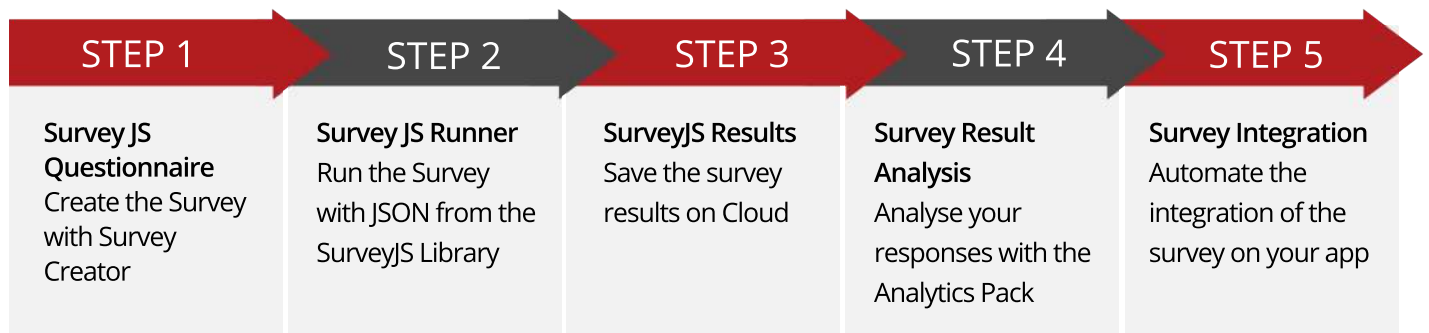 STEP 1
STEP 2
STEP 3
STEP 4
STEP 5
Survey JS
Questionnaire
Create the Survey
with Survey
Creator
Survey JS Runner
Run the Survey
with JSON from the
SurveyJS Library
SurveyJS Results
Save the survey
results on Cloud
Survey Result
Analysis
Analyse your
responses with the
Analytics Pack
Survey Integration
Automate the
integration of the
survey on your app